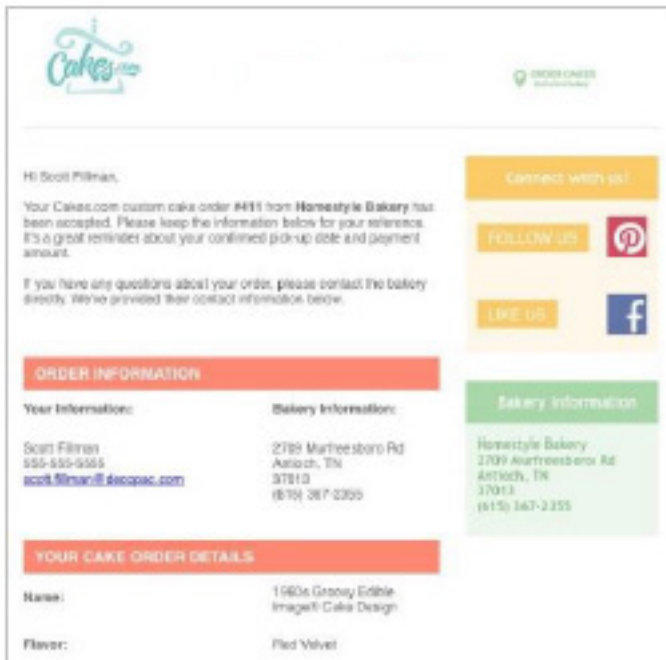 Cakes.com
ORDER CAKES
Hi Scott Fillman,
Your Cakes.com custom cake order #411 from Homestyle Bakery has
been accepted. Please keep the information below for your reference.
It's a great reminder about your confirmed pick-up date and payment
amount.
If you have any questions about your order, please contact the bakery
directly. We've provided their contact information below.
Connect with us!
FOLLOW US
LIKE US
ORDER INFORMATION
Your Information:
Scott Fillman
555-555-5555
scott.fillman@decopac.com
Bakery Information:
2709 Murfreesboro Rd
Antioch, TN
37013
(615) 367-2355
Bakery Information
Homestyle Bakery
2709 Murfreesboro Rd
Antioch, TN
37013
(615) 367-2355
YOUR CAKE ORDER DETAILS
Name:
1960s Groovy Edible
Image® Cake Design
Flavor:
Red Velvet